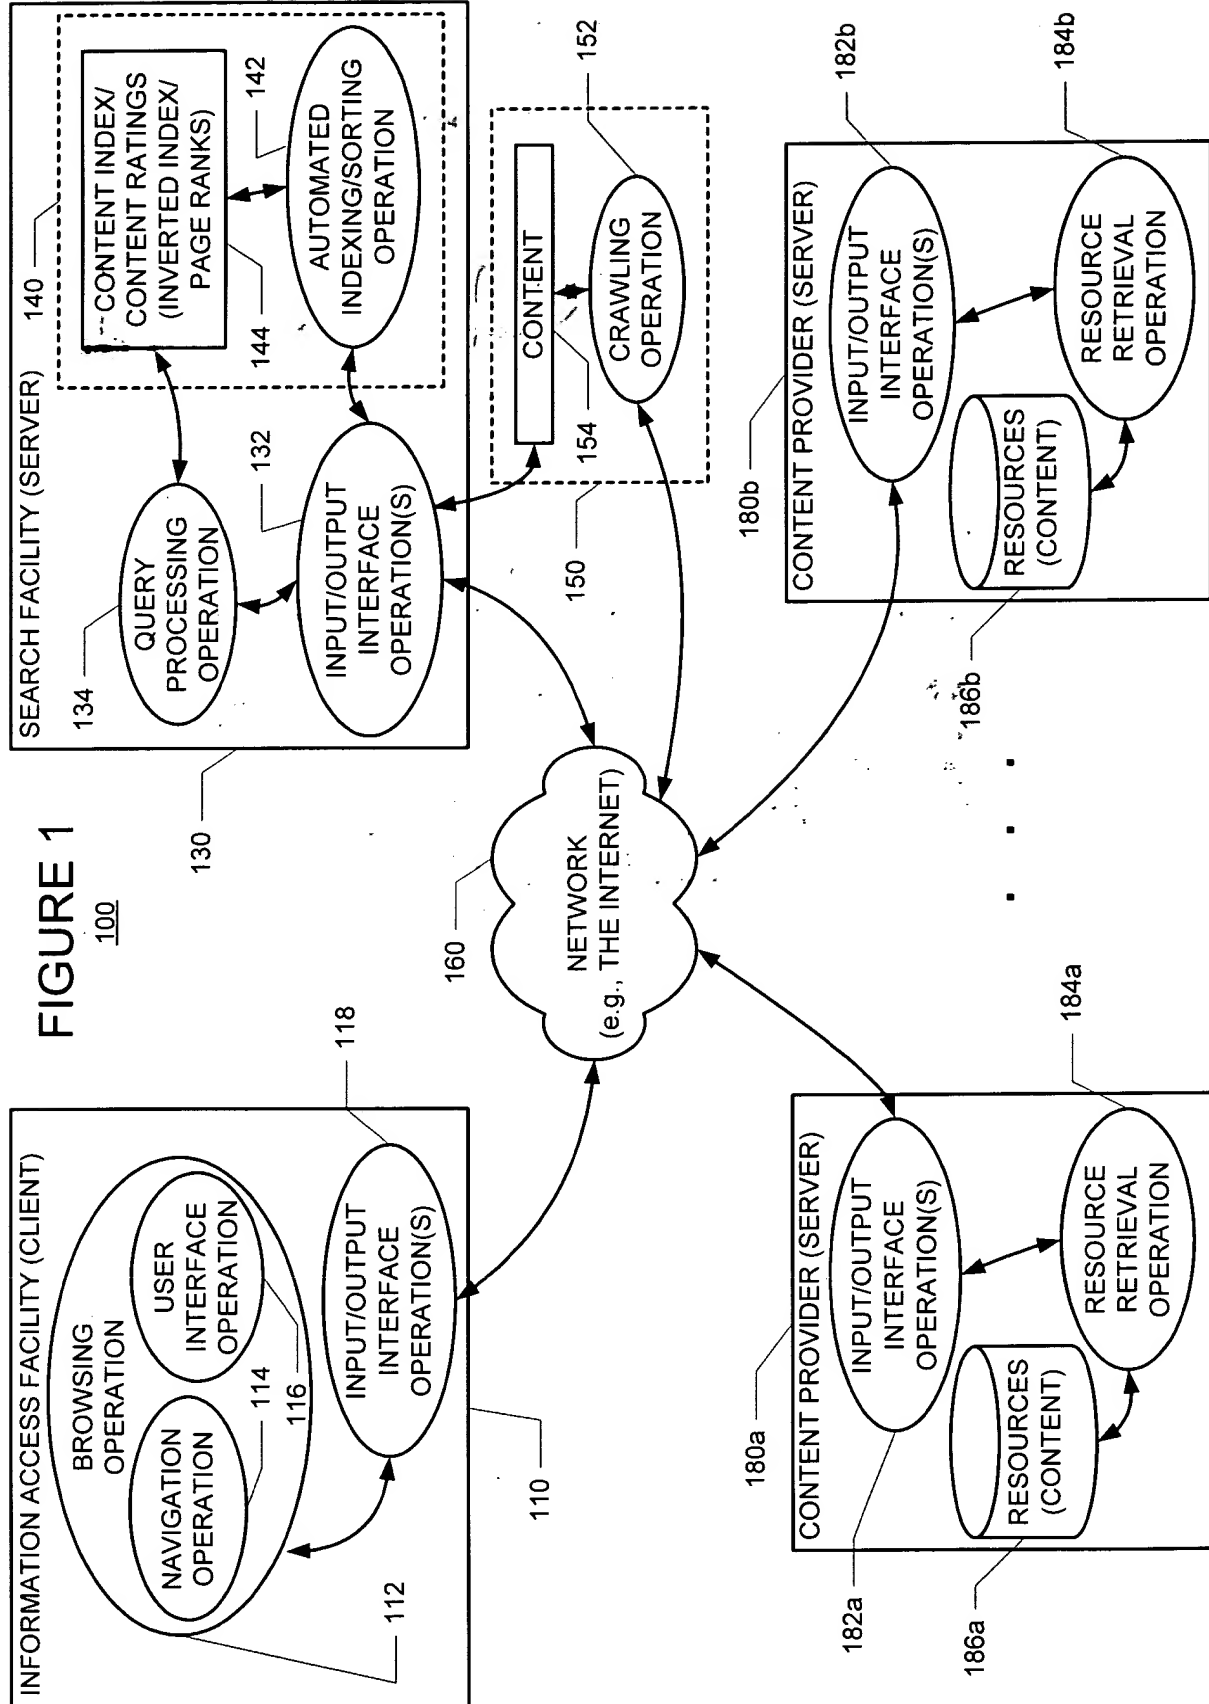 FIGURE 1
100
INFORMATION ACCESS FACILITY (CLIENT)
BROWSING
OPERATION
NAVIGATION
OPERATION
USER
INTERFACE
OPERATION
112
114
116
INPUT/OUTPUT
INTERFACE
OPERATION(S)
118
110
SEARCH FACILITY (SERVER)
130
134
QUERY
PROCESSING
OPERATION
132
INPUT/OUTPUT
INTERFACE
OPERATION(S)
140
CONTENT INDEX/
CONTENT RATINGS
(INVERTED INDEX/
PAGE RANKS)
144
142
AUTOMATED
INDEXING/SORTING
OPERATION
CONTENT
154
150
CRAWLING
OPERATION
152
160
NETWORK
(e.g., THE INTERNET)
180a
CONTENT PROVIDER (SERVER)
182a
INPUT/OUTPUT
INTERFACE
OPERATION(S)
RESOURCES
(CONTENT)
186a
RESOURCE
RETRIEVAL
OPERATION
184a
. . .
180b
CONTENT PROVIDER (SERVER)
182b
INPUT/OUTPUT
INTERFACE
OPERATION(S)
RESOURCES
(CONTENT)
186b
RESOURCE
RETRIEVAL
OPERATION
184b